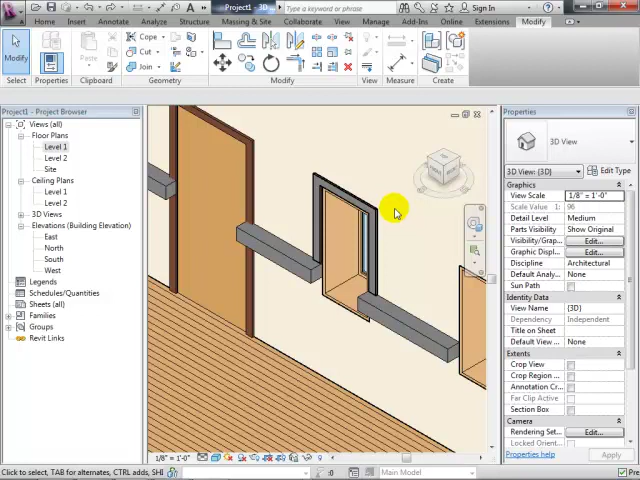 Project1 - 3D
Type a keyword or phrase
Sign In
Home
Insert
Annotate
Analyze
Structure
Massing & Site
Collaborate
View
Manage
Add-Ins
Online
Extensions
Modify
Modify
Properties
Paste
Cope
Cut
Join
Select
Properties
Clipboard
Geometry
Modify
View
Measure
Create
Project1 - Project Browser
Views (all)
Floor Plans
Level 1
Level 2
Site
Ceiling Plans
Level 1
Level 2
3D Views
Elevations (Building Elevation)
East
North
South
West
Legends
Schedules/Quantities
Sheets (all)
Families
Groups
Revit Links
TOP
Properties
3D View
3D View: {3D}
Edit Type
Graphics
View Scale 1/8" = 1'-0"
Scale Value 1: 96
Detail Level Medium
Parts Visibility Show Original
Visibility/Grap... Edit...
Graphic Displ... Edit...
Discipline Architectural
Default Analy... None
Sun Path
Identity Data
View Name {3D}
Dependency Independent
Title on Sheet
Default View ... None
Extents
Crop View
Crop Region ...
Annotation Cr...
Far Clip Active
Section Box
Camera
Rendering Set... Edit...
Locked Orient...
Properties help
Apply
1/8" = 1'-0"
Click to select, TAB for alternates, CTRL adds, SHI
:0
Main Model
Pre